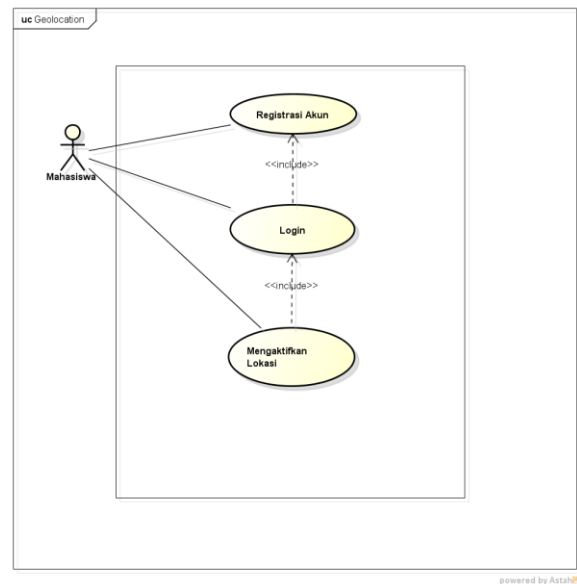 uc Geolocation
Registrasi Akun
Mahasiswa
<<include>>
Login
<<include>>
Mengaktifkan
Lokasi
powered by Astah